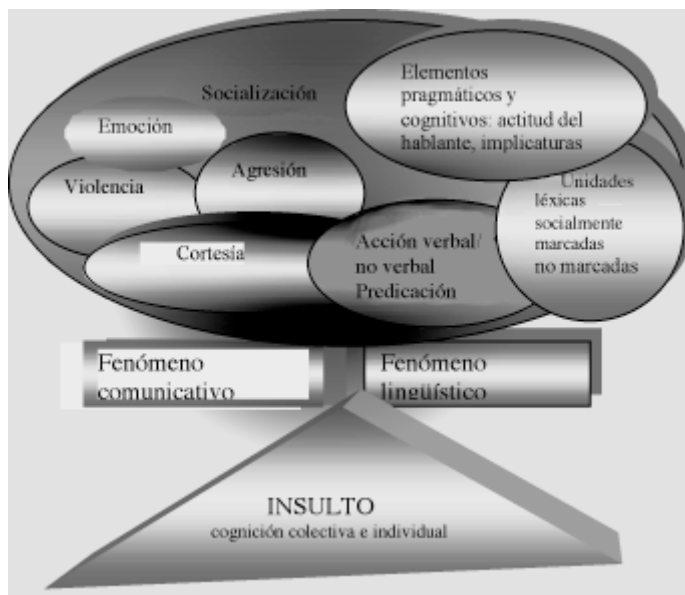 Socialización
Elementos
pragmáticos y
cognitivos: actitud del
hablante, implicaturas
Emoción
Violencia
Agresión
Unidades
léxicas
socialmente
marcadas
no marcadas
Cortesía
Acción verbal/
no verbal
Predicación
Fenómeno
comunicativo
Fenómeno
lingüístico
INSULTO
cognición colectiva e individual